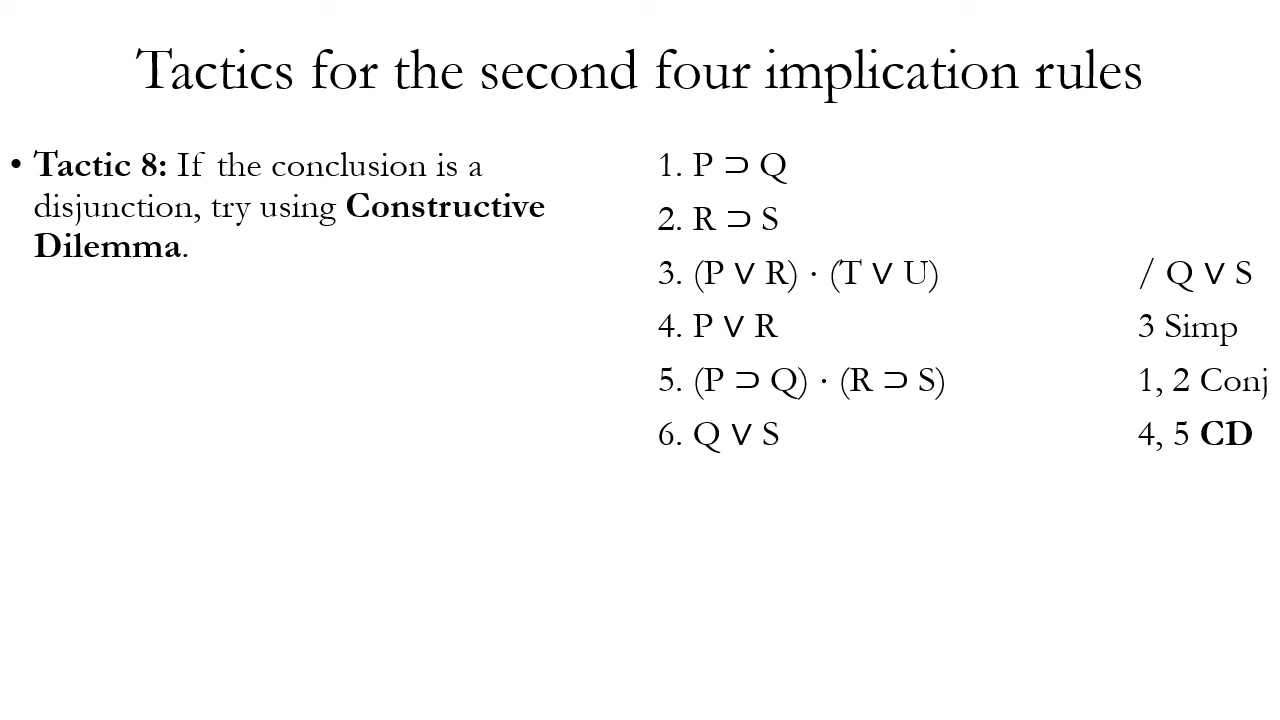 Tactics for the second four implication rules
• Tactic 8: If the conclusion is a
disjunction, try using Constructive
Dilemma.
1. P ⊃ Q
2. R ⊃ S
3. (P ∨ R) · (T ∨ U) / Q ∨ S
4. P ∨ R 3 Simp
5. (P ⊃ Q) · (R ⊃ S) 1, 2 Conj
6. Q ∨ S 4, 5 CD